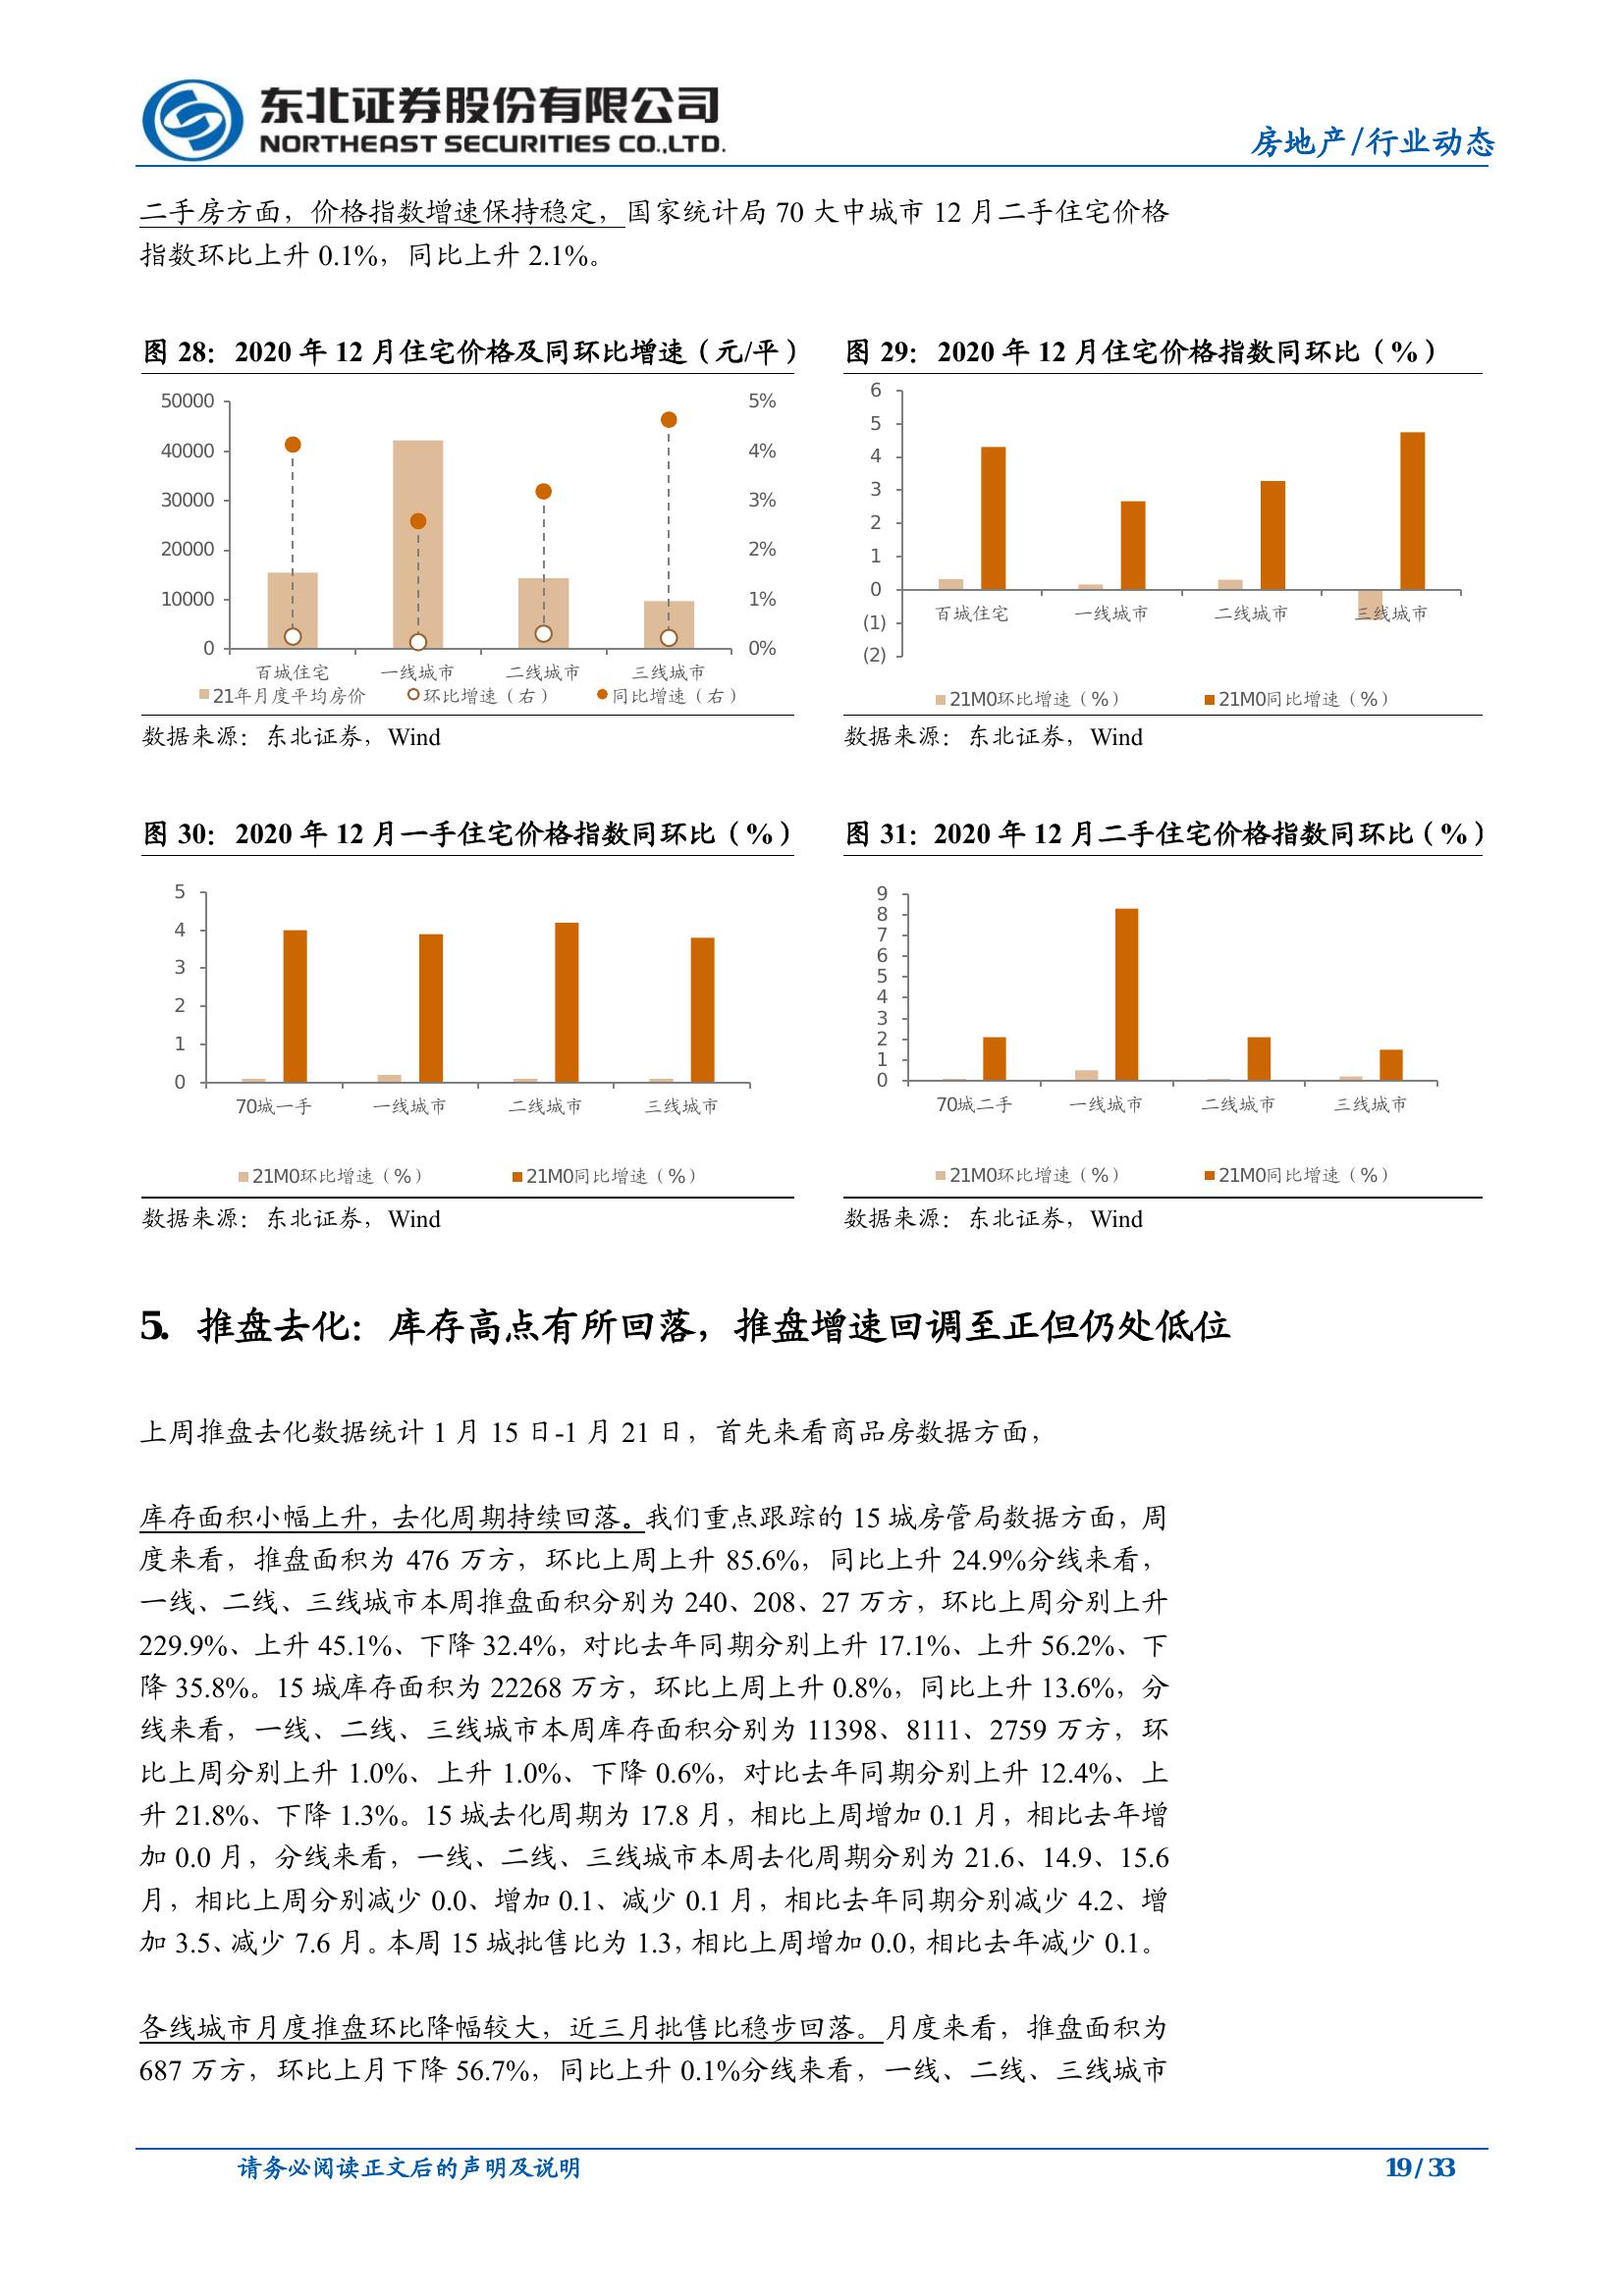 东北证券股份有限公司
NORTHEAST SECURITIES CO.,LTD.
房地产/行业动态
二手房方面，价格指数增速保持稳定，国家统计局 70 大中城市 12 月二手住宅价格
指数环比上升 0.1%，同比上升 2.1%。
图 28：2020 年 12 月住宅价格及同环比增速（元/平）
50000
40000
30000
20000
10000
0
5%
4%
3%
2%
1%
0%
百城住宅 一线城市 二线城市 三线城市
21年月度平均房价 环比增速（右） 同比增速（右）
数据来源：东北证券，Wind
图 29：2020 年 12 月住宅价格指数同环比（%）
6
5
4
3
2
1
0
(1)
(2)
百城住宅 一线城市 二线城市 三线城市
21M0环比增速（%） 21M0同比增速（%）
数据来源：东北证券，Wind
图 30：2020 年 12 月一手住宅价格指数同环比（%）
5
4
3
2
1
0
70城一手 一线城市 二线城市 三线城市
21M0环比增速（%） 21M0同比增速（%）
数据来源：东北证券，Wind
图 31：2020 年 12 月二手住宅价格指数同环比（%）
9
8
7
6
5
4
3
2
1
0
70城二手 一线城市 二线城市 三线城市
21M0环比增速（%） 21M0同比增速（%）
数据来源：东北证券，Wind
5. 推盘去化：库存高点有所回落，推盘增速回调至正但仍处低位
上周推盘去化数据统计 1 月 15 日-1 月 21 日，首先来看商品房数据方面，
库存面积小幅上升，去化周期持续回落。我们重点跟踪的 15 城房管局数据方面，周
度来看，推盘面积为 476 万方，环比上周上升 85.6%，同比上升 24.9%分线来看，
一线、二线、三线城市本周推盘面积分别为 240、208、27 万方，环比上周分别上升
229.9%、上升 45.1%、下降 32.4%，对比去年同期分别上升 17.1%、上升 56.2%、下
降 35.8%。15 城库存面积为 22268 万方，环比上周上升 0.8%，同比上升 13.6%，分
线来看，一线、二线、三线城市本周库存面积分别为 11398、8111、2759 万方，环
比上周分别上升 1.0%、上升 1.0%、下降 0.6%，对比去年同期分别上升 12.4%、上
升 21.8%、下降 1.3%。15 城去化周期为 17.8 月，相比上周增加 0.1 月，相比去年增
加 0.0 月，分线来看，一线、二线、三线城市本周去化周期分别为 21.6、14.9、15.6
月，相比上周分别减少 0.0、增加 0.1、减少 0.1 月，相比去年同期分别减少 4.2、增
加 3.5、减少 7.6 月。本周 15 城批售比为 1.3，相比上周增加 0.0，相比去年减少 0.1。
各线城市月度推盘环比降幅较大，近三月批售比稳步回落。月度来看，推盘面积为
687 万方，环比上月下降 56.7%，同比上升 0.1%分线来看，一线、二线、三线城市
请务必阅读正文后的声明及说明
19 / 33